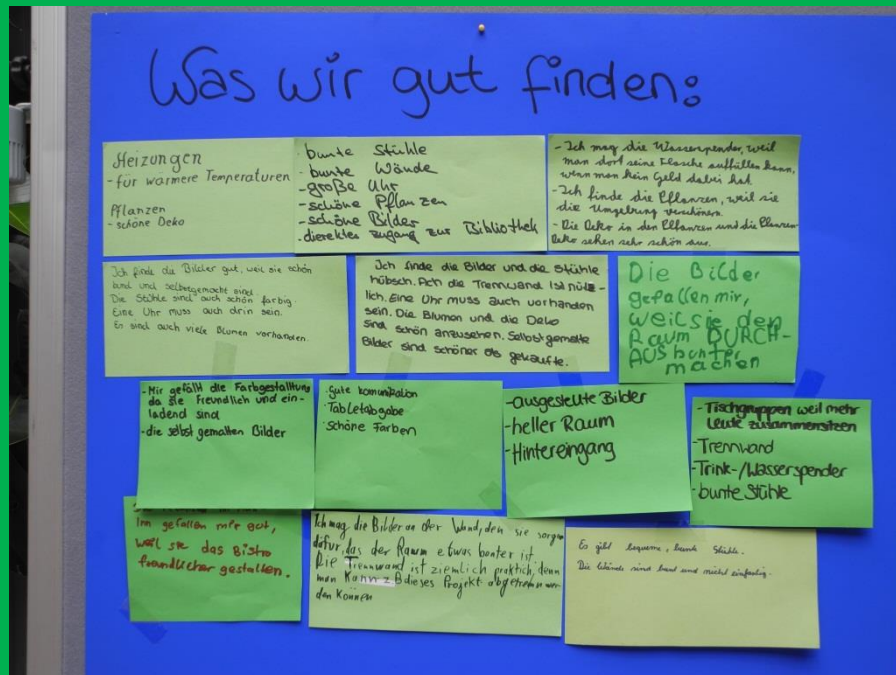 Was wir gut finden:
Heizungen
- für wärmere Temperaturen
Pflanzen
- schöne Deko
· bunte Stühle
· bunte Wände
- große Uhr
- schöne Pflanzen
- schöne Bilder
· direkter zugang zur Bibliothek
- Ich mag die Wasserspender, weil
man dort seine Flasche auffüllen kann,
wenn man kein Geld dabei hat.
- Ich finde die Pflanzen, weil sie
die Umgebung verschönern.
- Die Deko in den Pflanzen und die Pflanzen-
deko sehen sehr schön aus.
Ich finde die Bilder gut, weil sie schön
bunt und selbstgemacht sind.
Die Stühle sind auch schön farbig.
Eine Uhr muss auch drin sein.
Es sind auch viele Blumen vorhanden.
Ich finde die Bilder und die Stühle
hübsch. Ach die Trennwand ist nütz-
lich. Eine Uhr muss auch vorhanden
sein. Die Blumen und die Deko
sind schön anzusehen. Selbstgemalte
Bilder sind schöner als gekaufte.
Die Bilder
gefallen mir,
weil sie den
Raum DURCH-
AUS bunter
machen
- Mir gefällt die Farbgestalltung
da sie Freundlich und ein-
ladend sind
- die selbst gemalten Bilder
· gute komunikation
· Tabletabgabe
· schöne Farben
- ausgestellte Bilder
- heller Raum
- Hintereingang
- Tischgruppen weil mehr
Leute zusammensitzen
- Trennwand
- Trink-/Wasserspender
- bunte Stühle
gefallen mir gut,
weil sie das Bistro
freundlicher gestalten.
Ich mag die Bilder an der Wand, den sie sorgen
dafür, das der Raum etwas bonter ist.
Die Trennwand ist ziemlich praktich, denn
man Kann z B dieses Projekt abgetrennt wer-
den Können
Es gibt bequeme, bunte Stühle.
Die Wände sind bunt und nicht einfarbig.